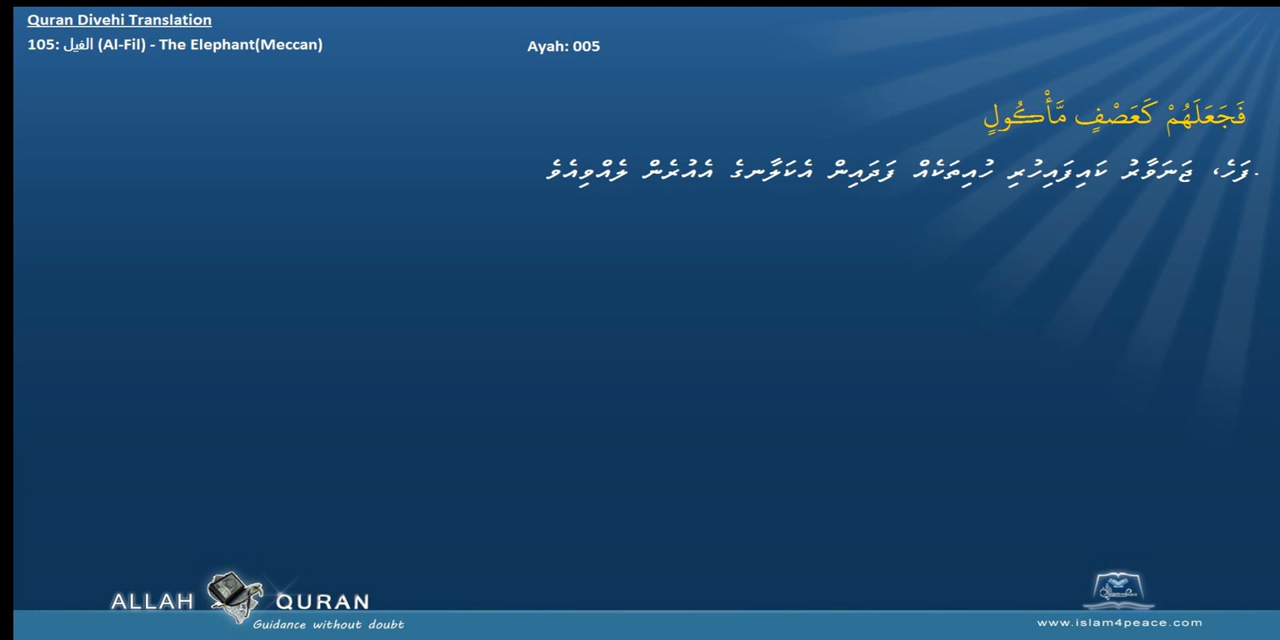 Quran Divehi Translation
105: الفيل (Al-Fil) - The Elephant(Meccan)
Ayah: 005
فَجَعَلَهُمْ كَعَصْفٍ مَّأْكُولٍ
.ފަހެ، ޖަނަވާރު ކައިފައިހުރި ހުއިތަކެއް ފަދައިން އެކަލާނގެ އެއުރެން ލެއްވިއެވެ
ALLAH QURAN
Guidance without doubt
www.islam4peace.com